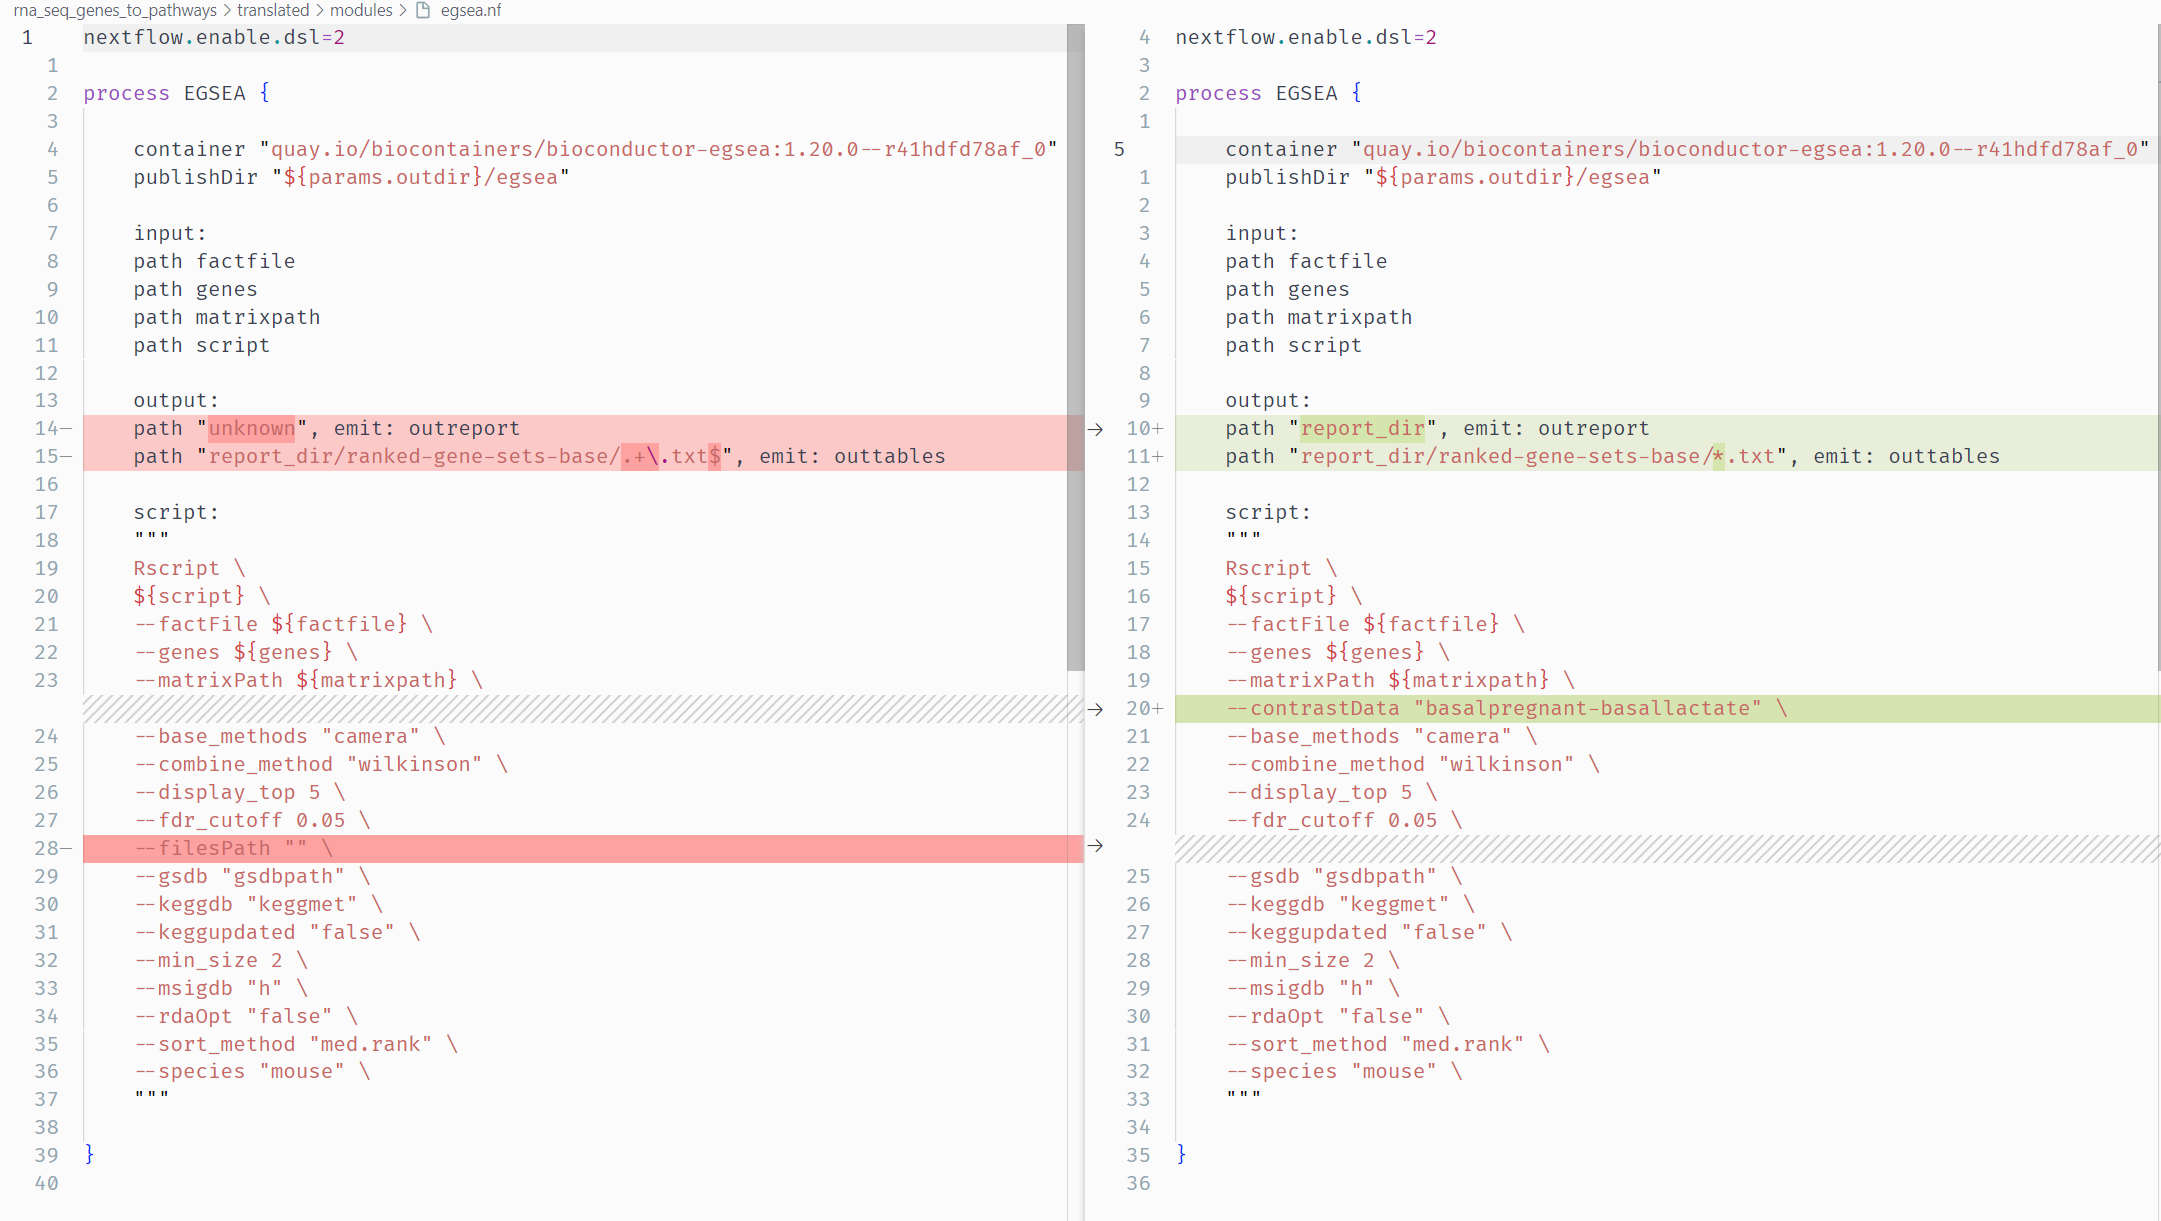 rna_seq_genes_to_pathways > translated > modules > egsea.nf
1 nextflow.enable.dsl=2
1
2 process EGSEA {
3
4 container "quay.io/biocontainers/bioconductor-egsea:1.20.0--r41hdfd78af_0"
5 publishDir "${params.outdir}/egsea"
6
7 input:
8 path factfile
9 path genes
10 path matrixpath
11 path script
12
13 output:
14− path "unknown", emit: outreport
15− path "report_dir/ranked-gene-sets-base/.+\.txt$", emit: outtables
16
17 script:
18 """
19 Rscript \
20 ${script} \
21 --factFile ${factfile} \
22 --genes ${genes} \
23 --matrixPath ${matrixpath} \
24 --base_methods "camera" \
25 --combine_method "wilkinson" \
26 --display_top 5 \
27 --fdr_cutoff 0.05 \
28− --filesPath "" \
29 --gsdb "gsdbpath" \
30 --keggdb "keggmet" \
31 --keggupdated "false" \
32 --min_size 2 \
33 --msigdb "h" \
34 --rdaOpt "false" \
35 --sort_method "med.rank" \
36 --species "mouse" \
37 """
38
39 }
40
4 nextflow.enable.dsl=2
3
2 process EGSEA {
1
5 container "quay.io/biocontainers/bioconductor-egsea:1.20.0--r41hdfd78af_0"
1 publishDir "${params.outdir}/egsea"
2
3 input:
4 path factfile
5 path genes
6 path matrixpath
7 path script
8
9 output:
→ 10+ path "report_dir", emit: outreport
11+ path "report_dir/ranked-gene-sets-base/*.txt", emit: outtables
12
13 script:
14 """
15 Rscript \
16 ${script} \
17 --factFile ${factfile} \
18 --genes ${genes} \
19 --matrixPath ${matrixpath} \
→ 20+ --contrastData "basalpregnant-basallactate" \
21 --base_methods "camera" \
22 --combine_method "wilkinson" \
23 --display_top 5 \
24 --fdr_cutoff 0.05 \
→
25 --gsdb "gsdbpath" \
26 --keggdb "keggmet" \
27 --keggupdated "false" \
28 --min_size 2 \
29 --msigdb "h" \
30 --rdaOpt "false" \
31 --sort_method "med.rank" \
32 --species "mouse" \
33 """
34
35 }
36